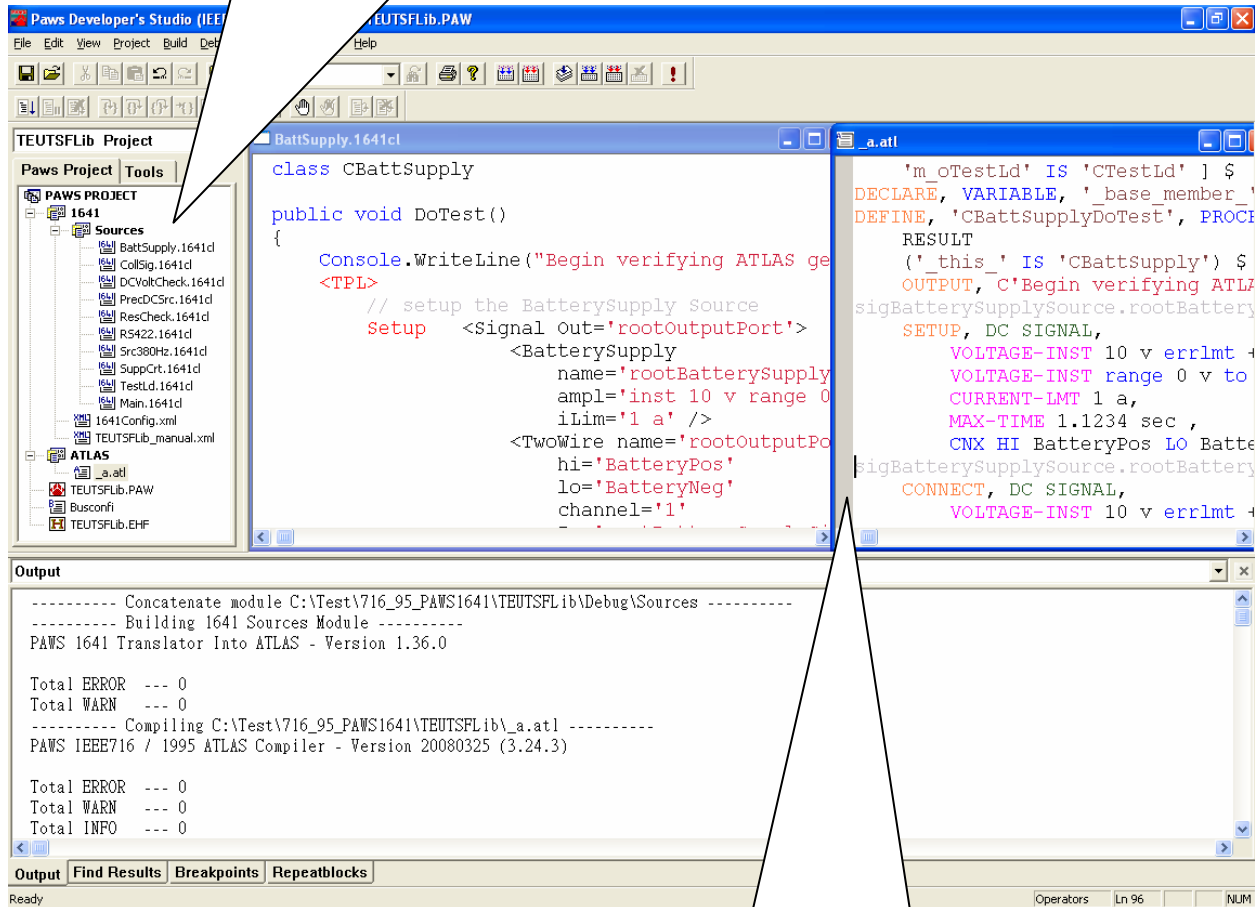 Paws Developer's Studio (IEE TEUTSFLib.PAW
File Edit View Project Build Deb Help
TEUTSFLib Project
Paws Project Tools
PAWS PROJECT
1641
Sources
BattSupply.1641cl
CollSig.1641cl
DCVoltCheck.1641cl
PrecDCSrc.1641cl
ResCheck.1641cl
RS422.1641cl
Src380Hz.1641cl
SuppCrt.1641cl
TestLd.1641cl
Main.1641cl
1641Config.xml
TEUTSFLib_manual.xml
ATLAS
_a.atl
TEUTSFLib.PAW
Busconfi
TEUTSFLib.EHF
BattSupply.1641cl
class CBattSupply
public void DoTest()
{
Console.WriteLine("Begin verifying ATLAS ge
<TPL>
// setup the BatterySupply Source
Setup <Signal Out='rootOutputPort'>
<BatterySupply
name='rootBatterySupply
ampl='inst 10 v range 0
iLim='1 a' />
<TwoWire name='rootOutputPo
hi='BatteryPos'
lo='BatteryNeg'
channel='1'
_a.atl
'm_oTestLd' IS 'CTestLd' ] $
DECLARE, VARIABLE, '_base_member_'
DEFINE, 'CBattSupplyDoTest', PROCE
RESULT
('_this_' IS 'CBattSupply') $
OUTPUT, C'Begin verifying ATLA
sigBatterySupplySource.rootBattery
SETUP, DC SIGNAL,
VOLTAGE-INST 10 v errlmt +
VOLTAGE-INST range 0 v to
CURRENT-LMT 1 a,
MAX-TIME 1.1234 sec ,
CNX HI BatteryPos LO Batte
sigBatterySupplySource.rootBattery
CONNECT, DC SIGNAL,
VOLTAGE-INST 10 v errlmt +
Output
---------- Concatenate module C:\Test\716_95_PAWS1641\TEUTSFLib\Debug\Sources ----------
---------- Building 1641 Sources Module ----------
PAWS 1641 Translator Into ATLAS - Version 1.36.0
Total ERROR --- 0
Total WARN --- 0
---------- Compiling C:\Test\716_95_PAWS1641\TEUTSFLib\_a.atl ----------
PAWS IEEE716 / 1995 ATLAS Compiler - Version 20080325 (3.24.3)
Total ERROR --- 0
Total WARN --- 0
Total INFO --- 0
Output Find Results Breakpoints Repeatblocks
Ready Operators Ln 96 NUM